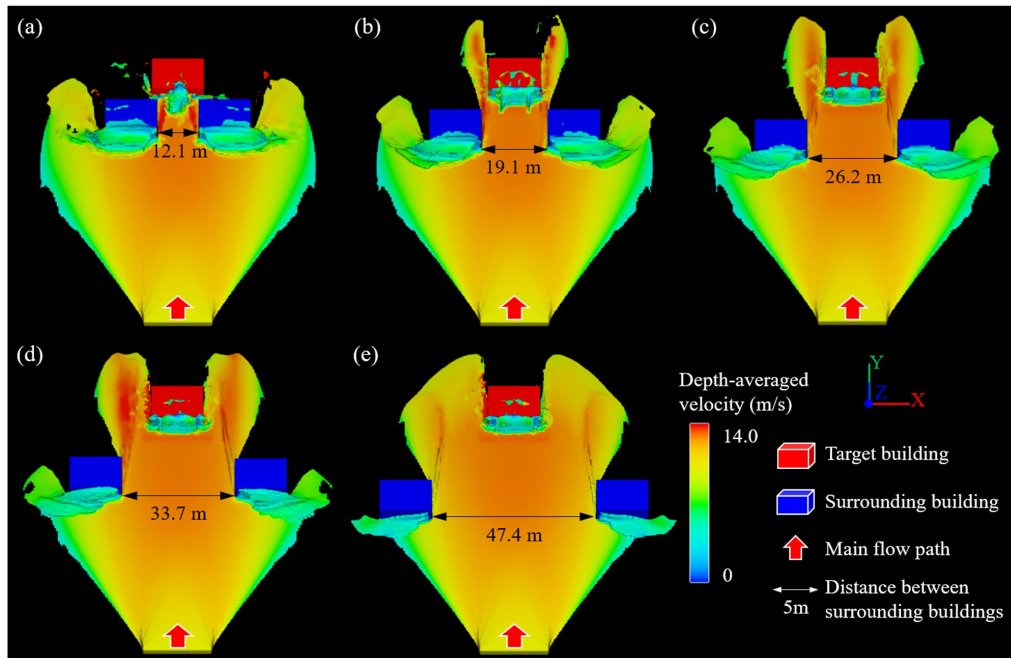 (a)
12.1 m
(b)
19.1 m
(c)
26.2 m
(d)
33.7 m
(e)
47.4 m
Depth-averaged
velocity (m/s)
14.0
0
Y
Z
X
Target building
Surrounding building
Main flow path
Distance between
5m
surrounding buildings